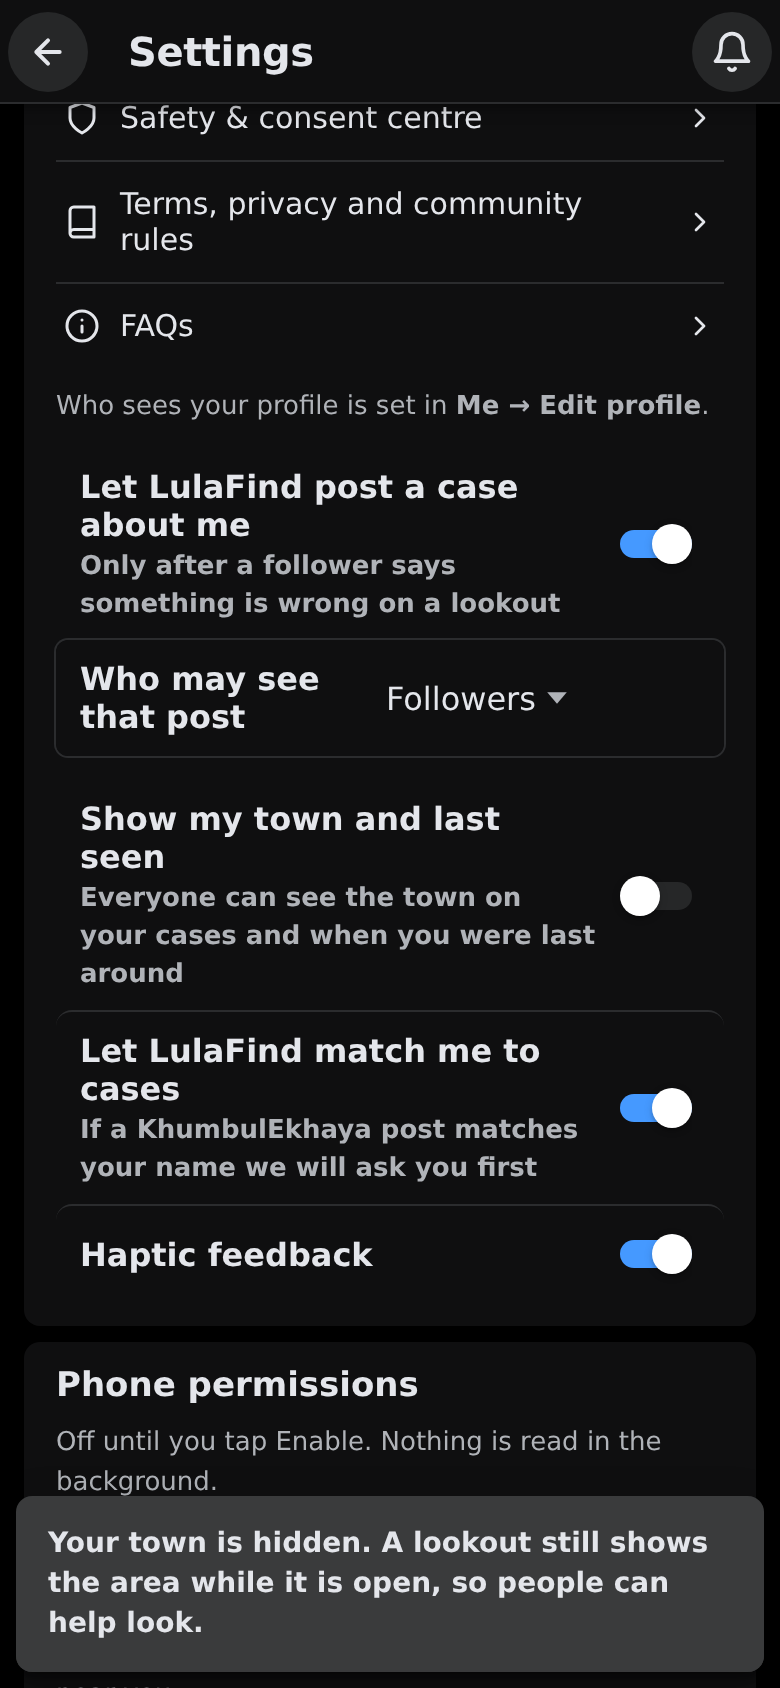 Settings
Safety & consent centre
Terms, privacy and community
rules
FAQs
Who sees your profile is set in Me → Edit profile.
Let LulaFind post a case
about me
Only after a follower says
something is wrong on a lookout
Who may see
that post
Followers
Show my town and last
seen
Everyone can see the town on
your cases and when you were last
around
Let LulaFind match me to
cases
If a KhumbulEkhaya post matches
your name we will ask you first
Haptic feedback
Phone permissions
Off until you tap Enable. Nothing is read in the
background.
Your town is hidden. A lookout still shows
the area while it is open, so people can
help look.